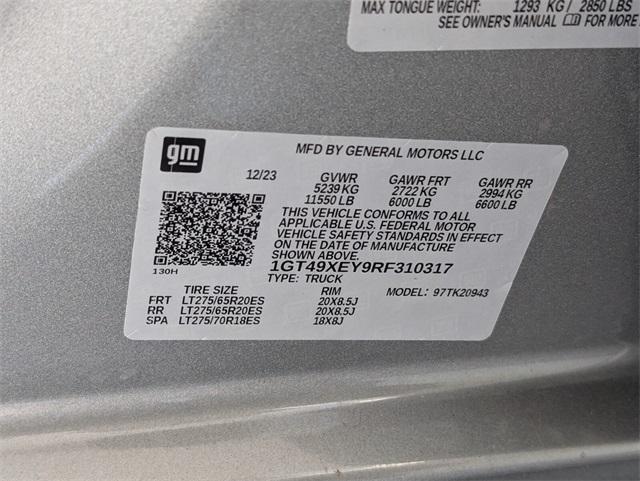 MAX TONGUE WEIGHT: 1293 KG / 2850 LBS
SEE OWNER'S MANUAL FOR MORE
gm
MFD BY GENERAL MOTORS LLC
12/23 GVWR GAWR FRT GAWR RR
5239 KG 2722 KG 2994 KG
11550 LB 6000 LB 6600 LB
THIS VEHICLE CONFORMS TO ALL
APPLICABLE U.S. FEDERAL MOTOR
VEHICLE SAFETY STANDARDS IN EFFECT
ON THE DATE OF MANUFACTURE
SHOWN ABOVE.
130H
1GT49XEY9RF310317
TYPE: TRUCK
TIRE SIZE RIM MODEL: 97TK20943
FRT LT275/65R20ES 20X8.5J
RR LT275/65R20ES 20X8.5J
SPA LT275/70R18ES 18X8J